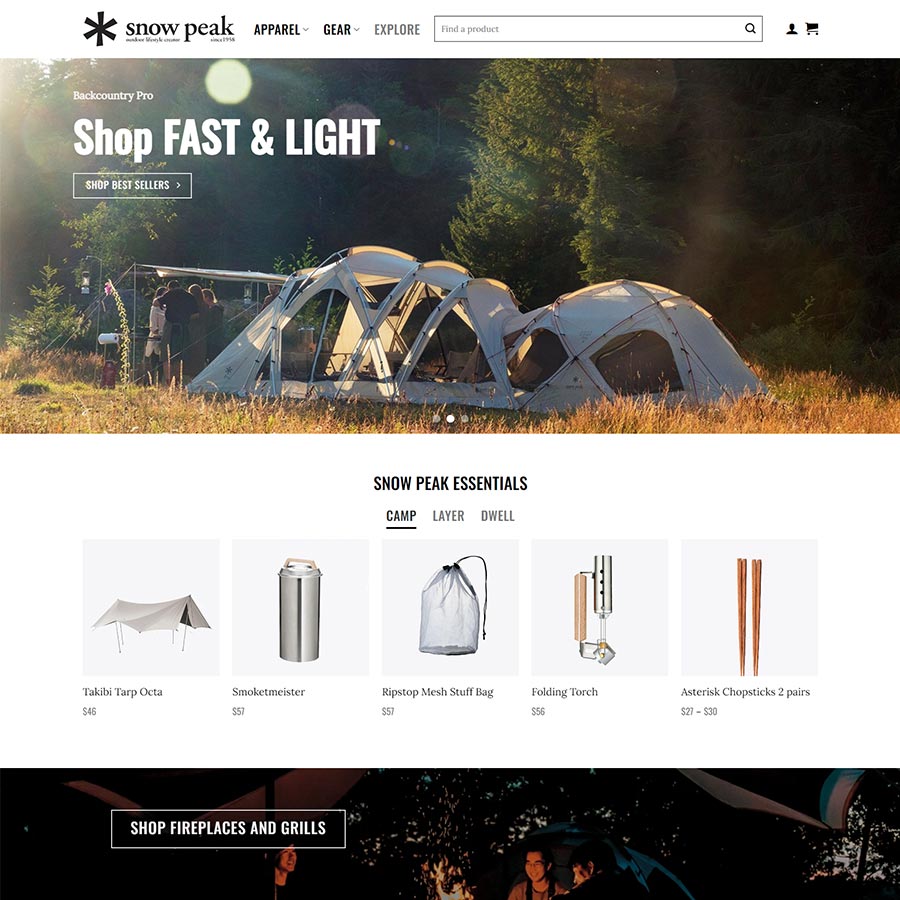 snow peak
outdoor lifestyle creator since 1958
APPAREL
GEAR
EXPLORE
Find a product
Backcountry Pro
Shop FAST & LIGHT
SHOP BEST SELLERS
SNOW PEAK ESSENTIALS
CAMP LAYER DWELL
Takibi Tarp Octa
$46
Smoketmeister
$57
Ripstop Mesh Stuff Bag
$57
Folding Torch
$56
Asterisk Chopsticks 2 pairs
$27 – $30
SHOP FIREPLACES AND GRILLS